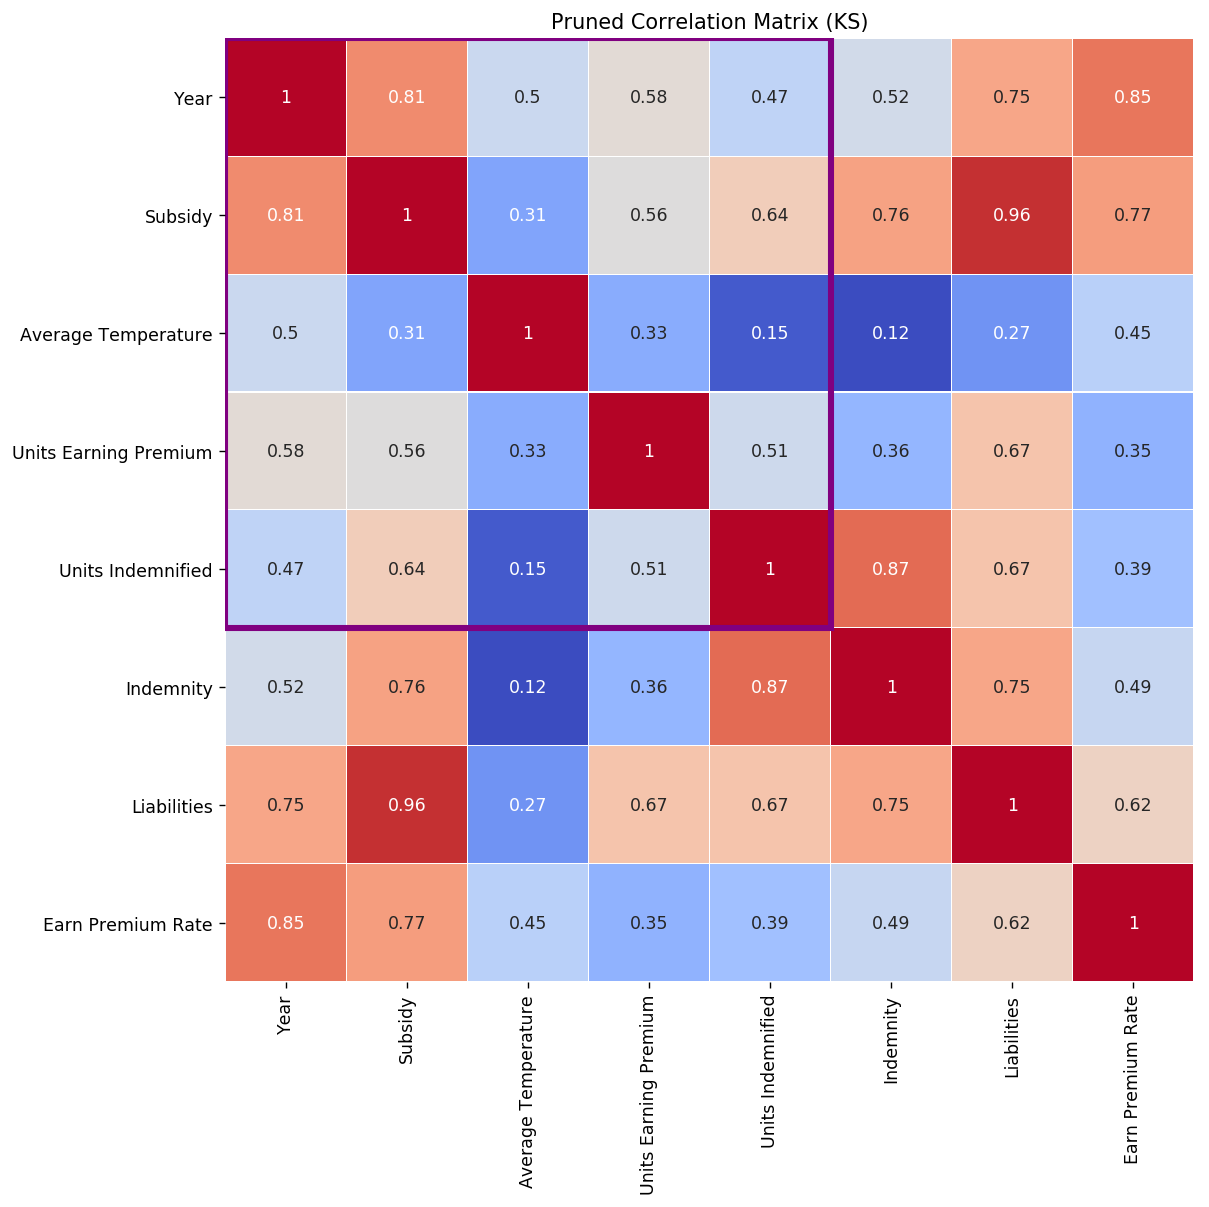 Pruned Correlation Matrix (KS)
Year 1 0.81 0.5 0.58 0.47 0.52 0.75 0.85
Subsidy 0.81 1 0.31 0.56 0.64 0.76 0.96 0.77
Average Temperature 0.5 0.31 1 0.33 0.15 0.12 0.27 0.45
Units Earning Premium 0.58 0.56 0.33 1 0.51 0.36 0.67 0.35
Units Indemnified 0.47 0.64 0.15 0.51 1 0.87 0.67 0.39
Indemnity 0.52 0.76 0.12 0.36 0.87 1 0.75 0.49
Liabilities 0.75 0.96 0.27 0.67 0.67 0.75 1 0.62
Earn Premium Rate 0.85 0.77 0.45 0.35 0.39 0.49 0.62 1
Year
Subsidy
Average Temperature
Units Earning Premium
Units Indemnified
Indemnity
Liabilities
Earn Premium Rate